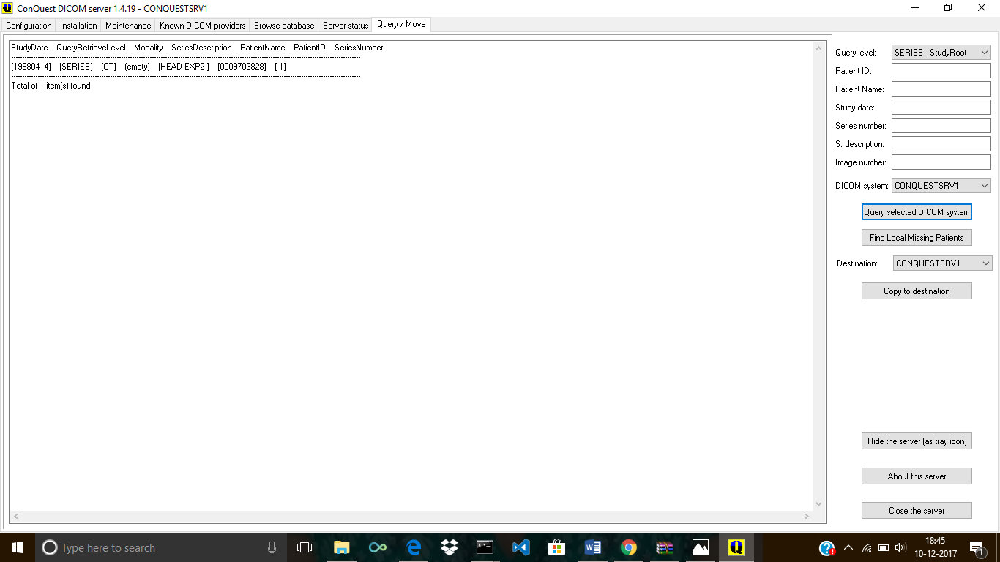 ConQuest DICOM server 1.4.19 - CONQUESTSRV1
Configuration Installation Maintenance Known DICOM providers Browse database Server status Query / Move
StudyDate QueryRetrieveLevel Modality SeriesDescription PatientName PatientID SeriesNumber
[19980414] [SERIES] [CT] (empty) [HEAD EXP2 ] [0009703828] [ 1]
Total of 1 item(s) found
Query level: SERIES - StudyRoot
Patient ID:
Patient Name:
Study date:
Series number:
S. description:
Image number:
DICOM system: CONQUESTSRV1
Query selected DICOM system
Find Local Missing Patients
Destination: CONQUESTSRV1
Copy to destination
Hide the server (as tray icon)
About this server
Close the server
Type here to search
18:45
10-12-2017
1